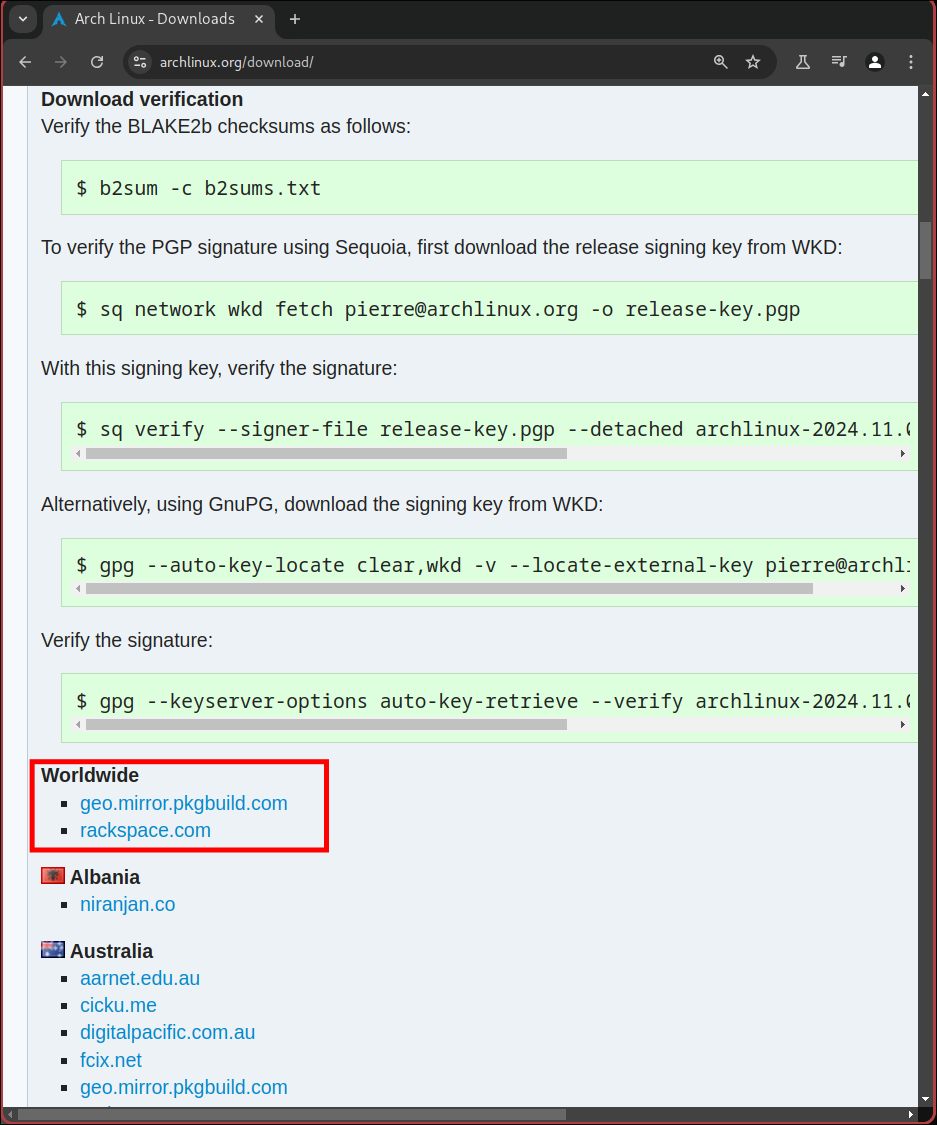 Arch Linux - Downloads
archlinux.org/download/
Download verification
Verify the BLAKE2b checksums as follows:
$ b2sum -c b2sums.txt
To verify the PGP signature using Sequoia, first download the release signing key from WKD:
$ sq network wkd fetch pierre@archlinux.org -o release-key.pgp
With this signing key, verify the signature:
$ sq verify --signer-file release-key.pgp --detached archlinux-2024.11.0
Alternatively, using GnuPG, download the signing key from WKD:
$ gpg --auto-key-locate clear,wkd -v --locate-external-key pierre@archli
Verify the signature:
$ gpg --keyserver-options auto-key-retrieve --verify archlinux-2024.11.0
Worldwide
geo.mirror.pkgbuild.com
rackspace.com
Albania
niranjan.co
Australia
aarnet.edu.au
cicku.me
digitalpacific.com.au
fcix.net
geo.mirror.pkgbuild.com